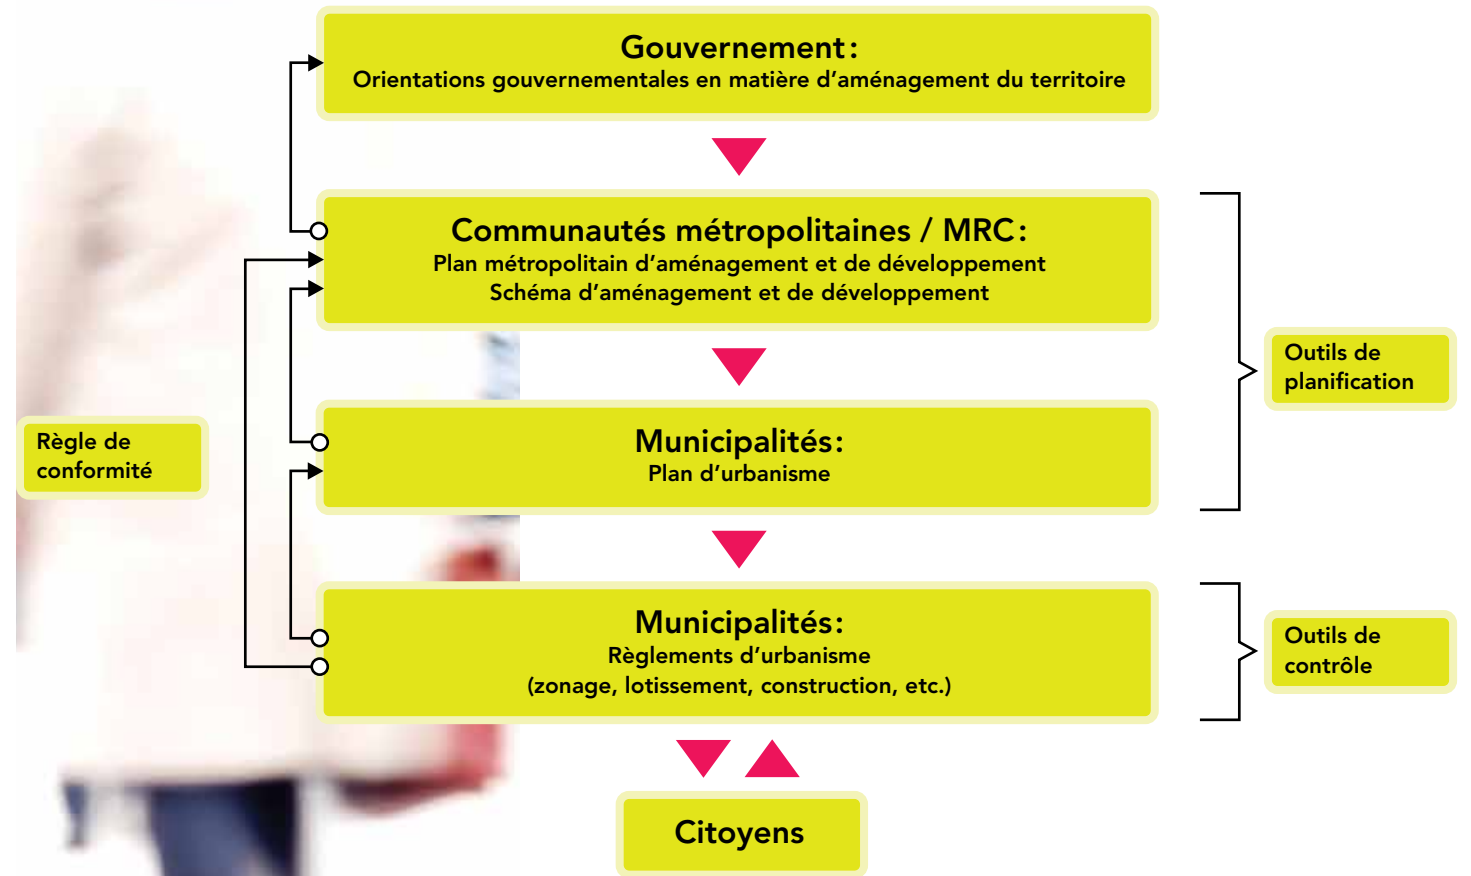 Gouvernement:
Orientations gouvernementales en matière d'aménagement du territoire
Communautés métropolitaines / MRC:
Plan métropolitain d'aménagement et de développement
Schéma d'aménagement et de développement
Outils de
planification
Règle de
conformité
Municipalités:
Plan d'urbanisme
Municipalités:
Règlements d'urbanisme
(zonage, lotissement, construction, etc.)
Outils de
contrôle
Citoyens